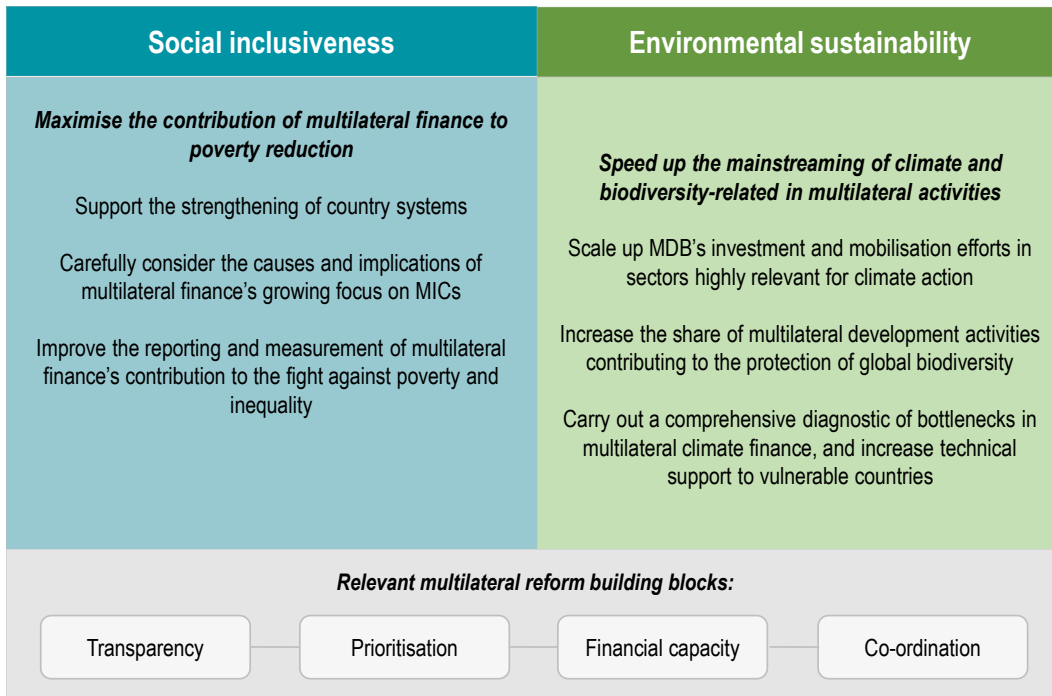 Social inclusiveness
Maximise the contribution of multilateral finance to
poverty reduction
Support the strengthening of country systems
Carefully consider the causes and implications of
multilateral finance's growing focus on MICs
Improve the reporting and measurement of multilateral
finance's contribution to the fight against poverty and
inequality
Environmental sustainability
Speed up the mainstreaming of climate and
biodiversity-related in multilateral activities
Scale up MDB's investment and mobilisation efforts in
sectors highly relevant for climate action
Increase the share of multilateral development activities
contributing to the protection of global biodiversity
Carry out a comprehensive diagnostic of bottlenecks in
multilateral climate finance, and increase technical
support to vulnerable countries
Relevant multilateral reform building blocks:
Transparency
Prioritisation
Financial capacity
Co-ordination